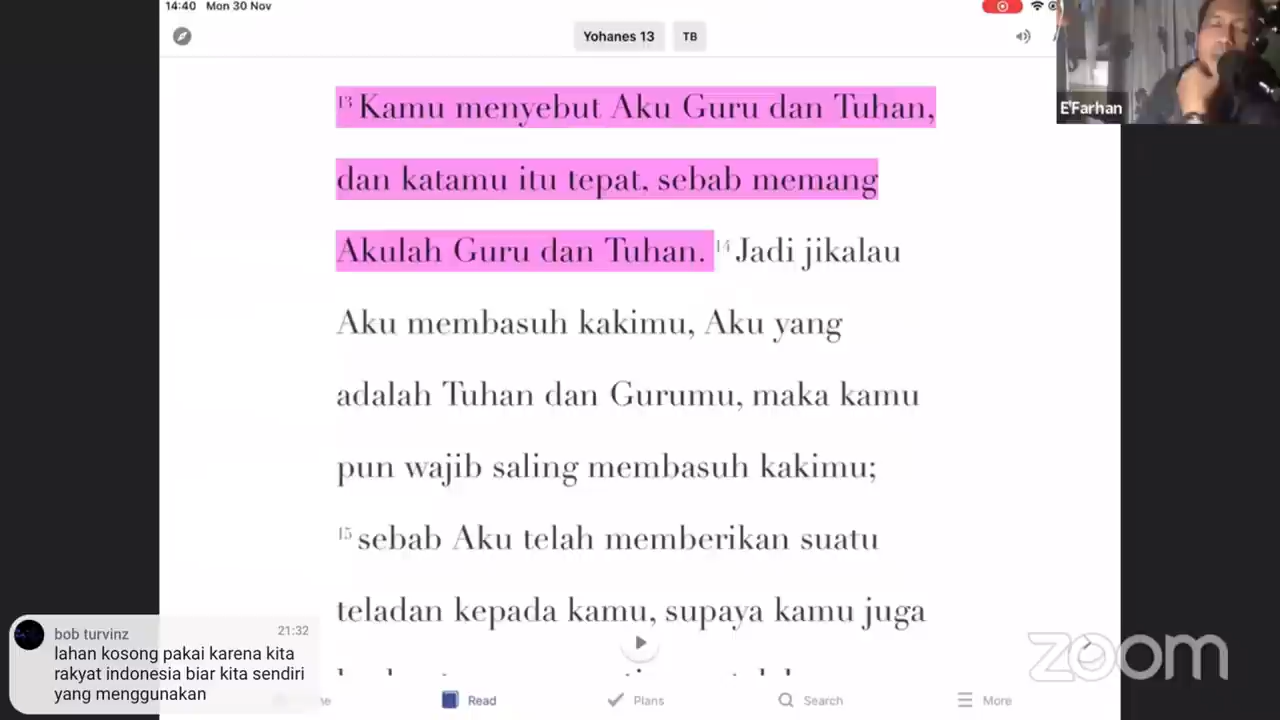 14:40 Mon 30 Nov
Yohanes 13 TB
E'Farhan
13 Kamu menyebut Aku Guru dan Tuhan,
dan katamu itu tepat, sebab memang
Akulah Guru dan Tuhan. 14 Jadi jikalau
Aku membasuh kakimu, Aku yang
adalah Tuhan dan Gurumu, maka kamu
pun wajib saling membasuh kakimu;
15 sebab Aku telah memberikan suatu
teladan kepada kamu, supaya kamu juga
bob turvinz 21:32
lahan kosong pakai karena kita
rakyat indonesia biar kita sendiri
yang menggunakan
zoom
Read Plans Search More